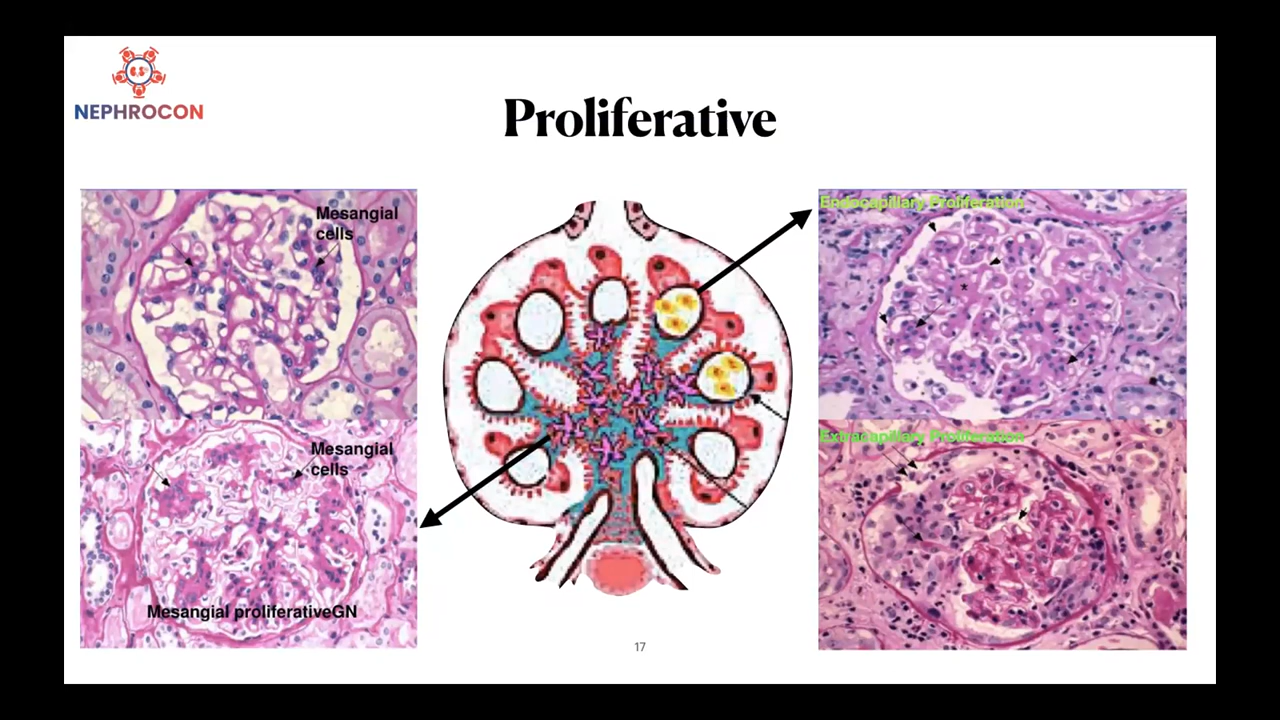 NEPHROCON
Proliferative
Mesangial
cells
Mesangial
cells
Mesangial proliferativeGN
Endocapillary Proliferation
*
Extracapillary Proliferation
17